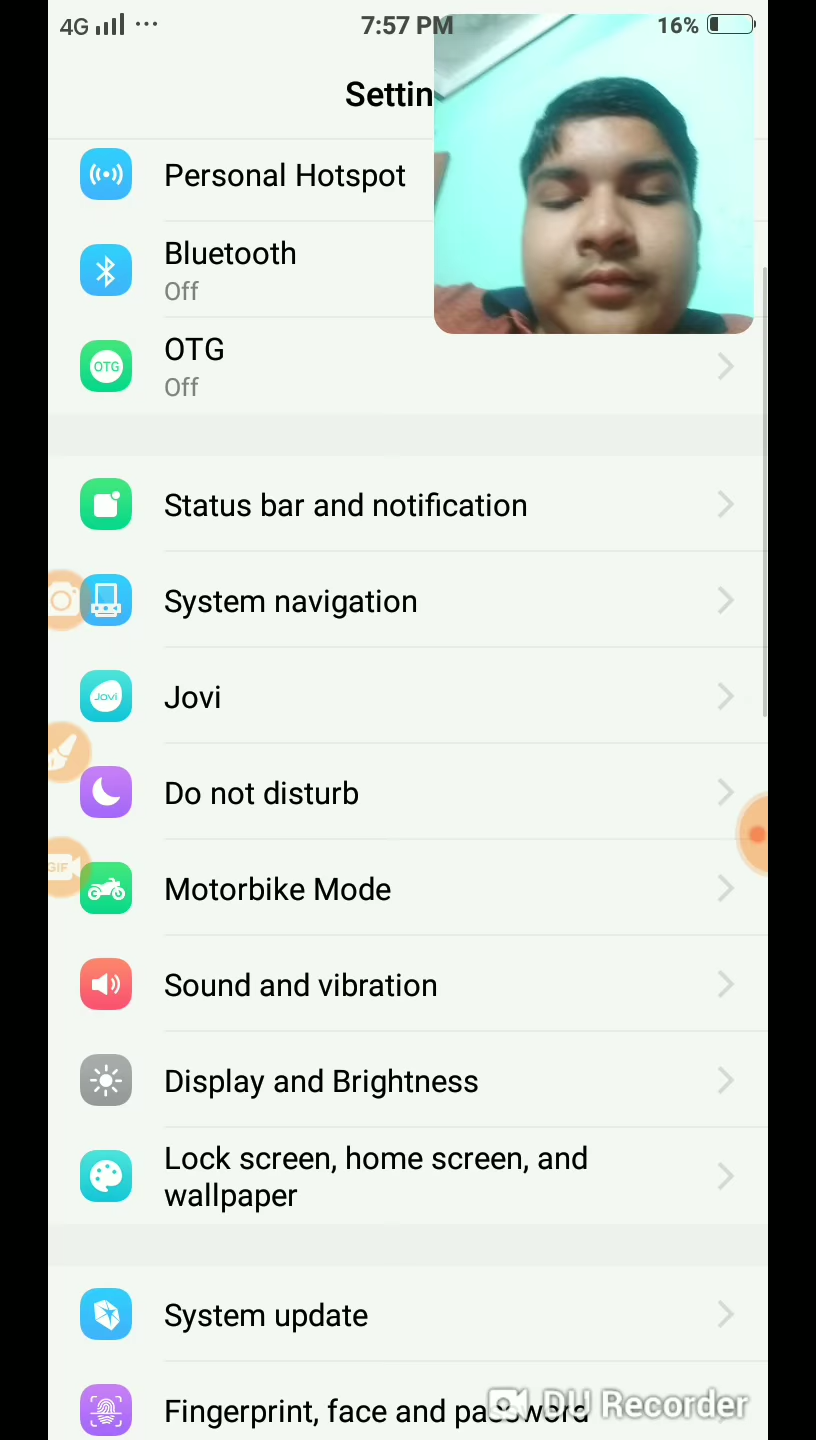 4G 7:57 PM 16%
Settin
Personal Hotspot
Bluetooth
Off
OTG
OTG
Off
Status bar and notification
System navigation
Jovi
Jovi
Do not disturb
GIF
Motorbike Mode
Sound and vibration
Display and Brightness
Lock screen, home screen, and
wallpaper
System update
Fingerprint, face and password
DU Recorder